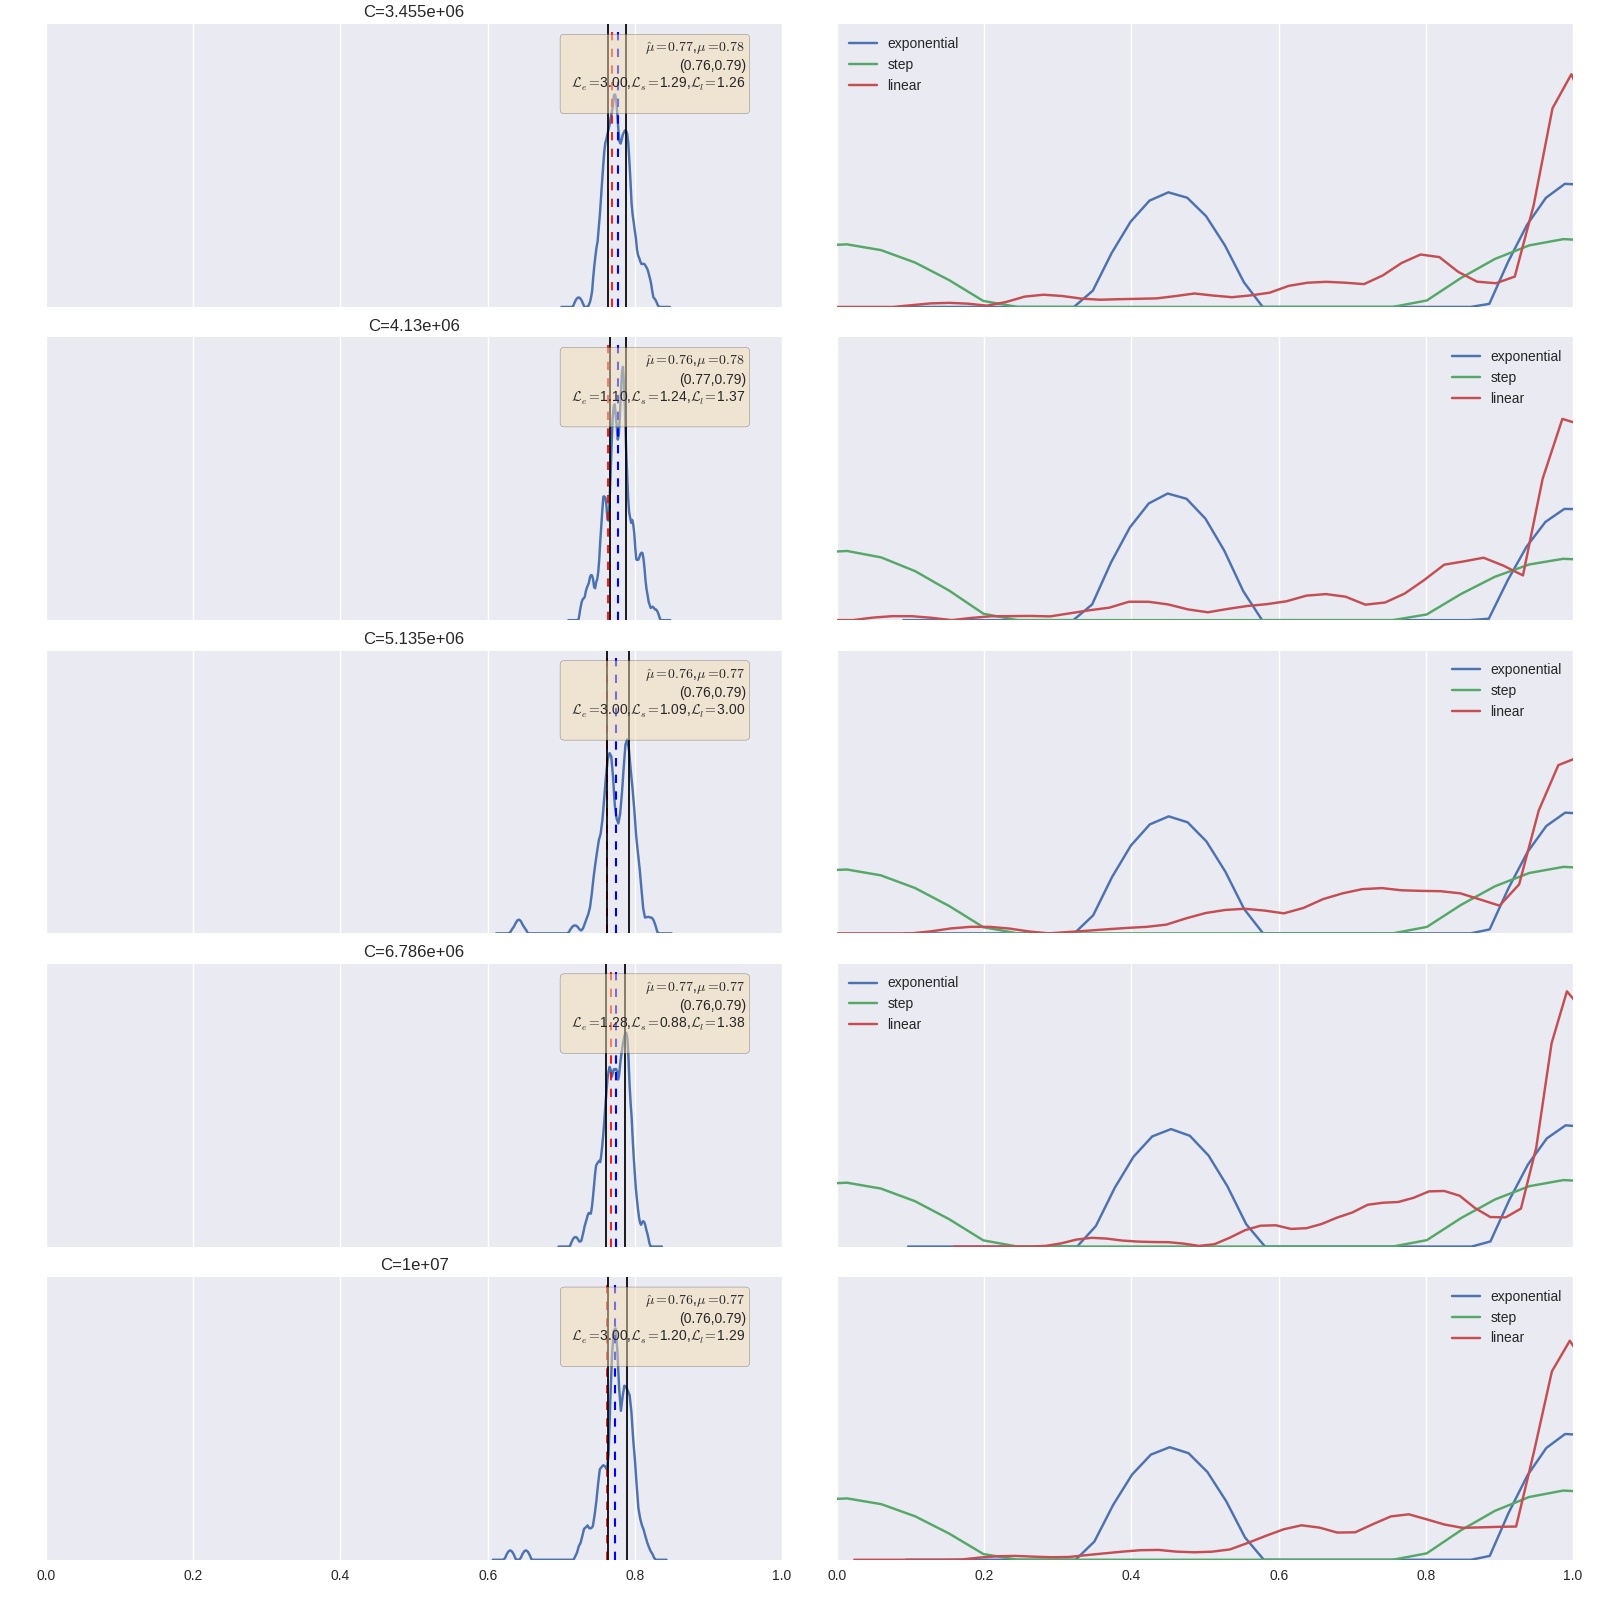 C=3.455e+06
μ̂=0.77,μ=0.78
(0.76,0.79)
ℒₑ=3.00,ℒₛ=1.29,ℒₗ=1.26
exponential
step
linear
C=4.13e+06
μ̂=0.76,μ=0.78
(0.77,0.79)
ℒₑ=1.10,ℒₛ=1.24,ℒₗ=1.37
exponential
step
linear
C=5.135e+06
μ̂=0.76,μ=0.77
(0.76,0.79)
ℒₑ=3.00,ℒₛ=1.09,ℒₗ=3.00
exponential
step
linear
C=6.786e+06
μ̂=0.77,μ=0.77
(0.76,0.79)
ℒₑ=1.28,ℒₛ=0.88,ℒₗ=1.38
exponential
step
linear
C=1e+07
μ̂=0.76,μ=0.77
(0.76,0.79)
ℒₑ=3.00,ℒₛ=1.20,ℒₗ=1.29
exponential
step
linear
0.0 0.2 0.4 0.6 0.8 1.0
0.0 0.2 0.4 0.6 0.8 1.0